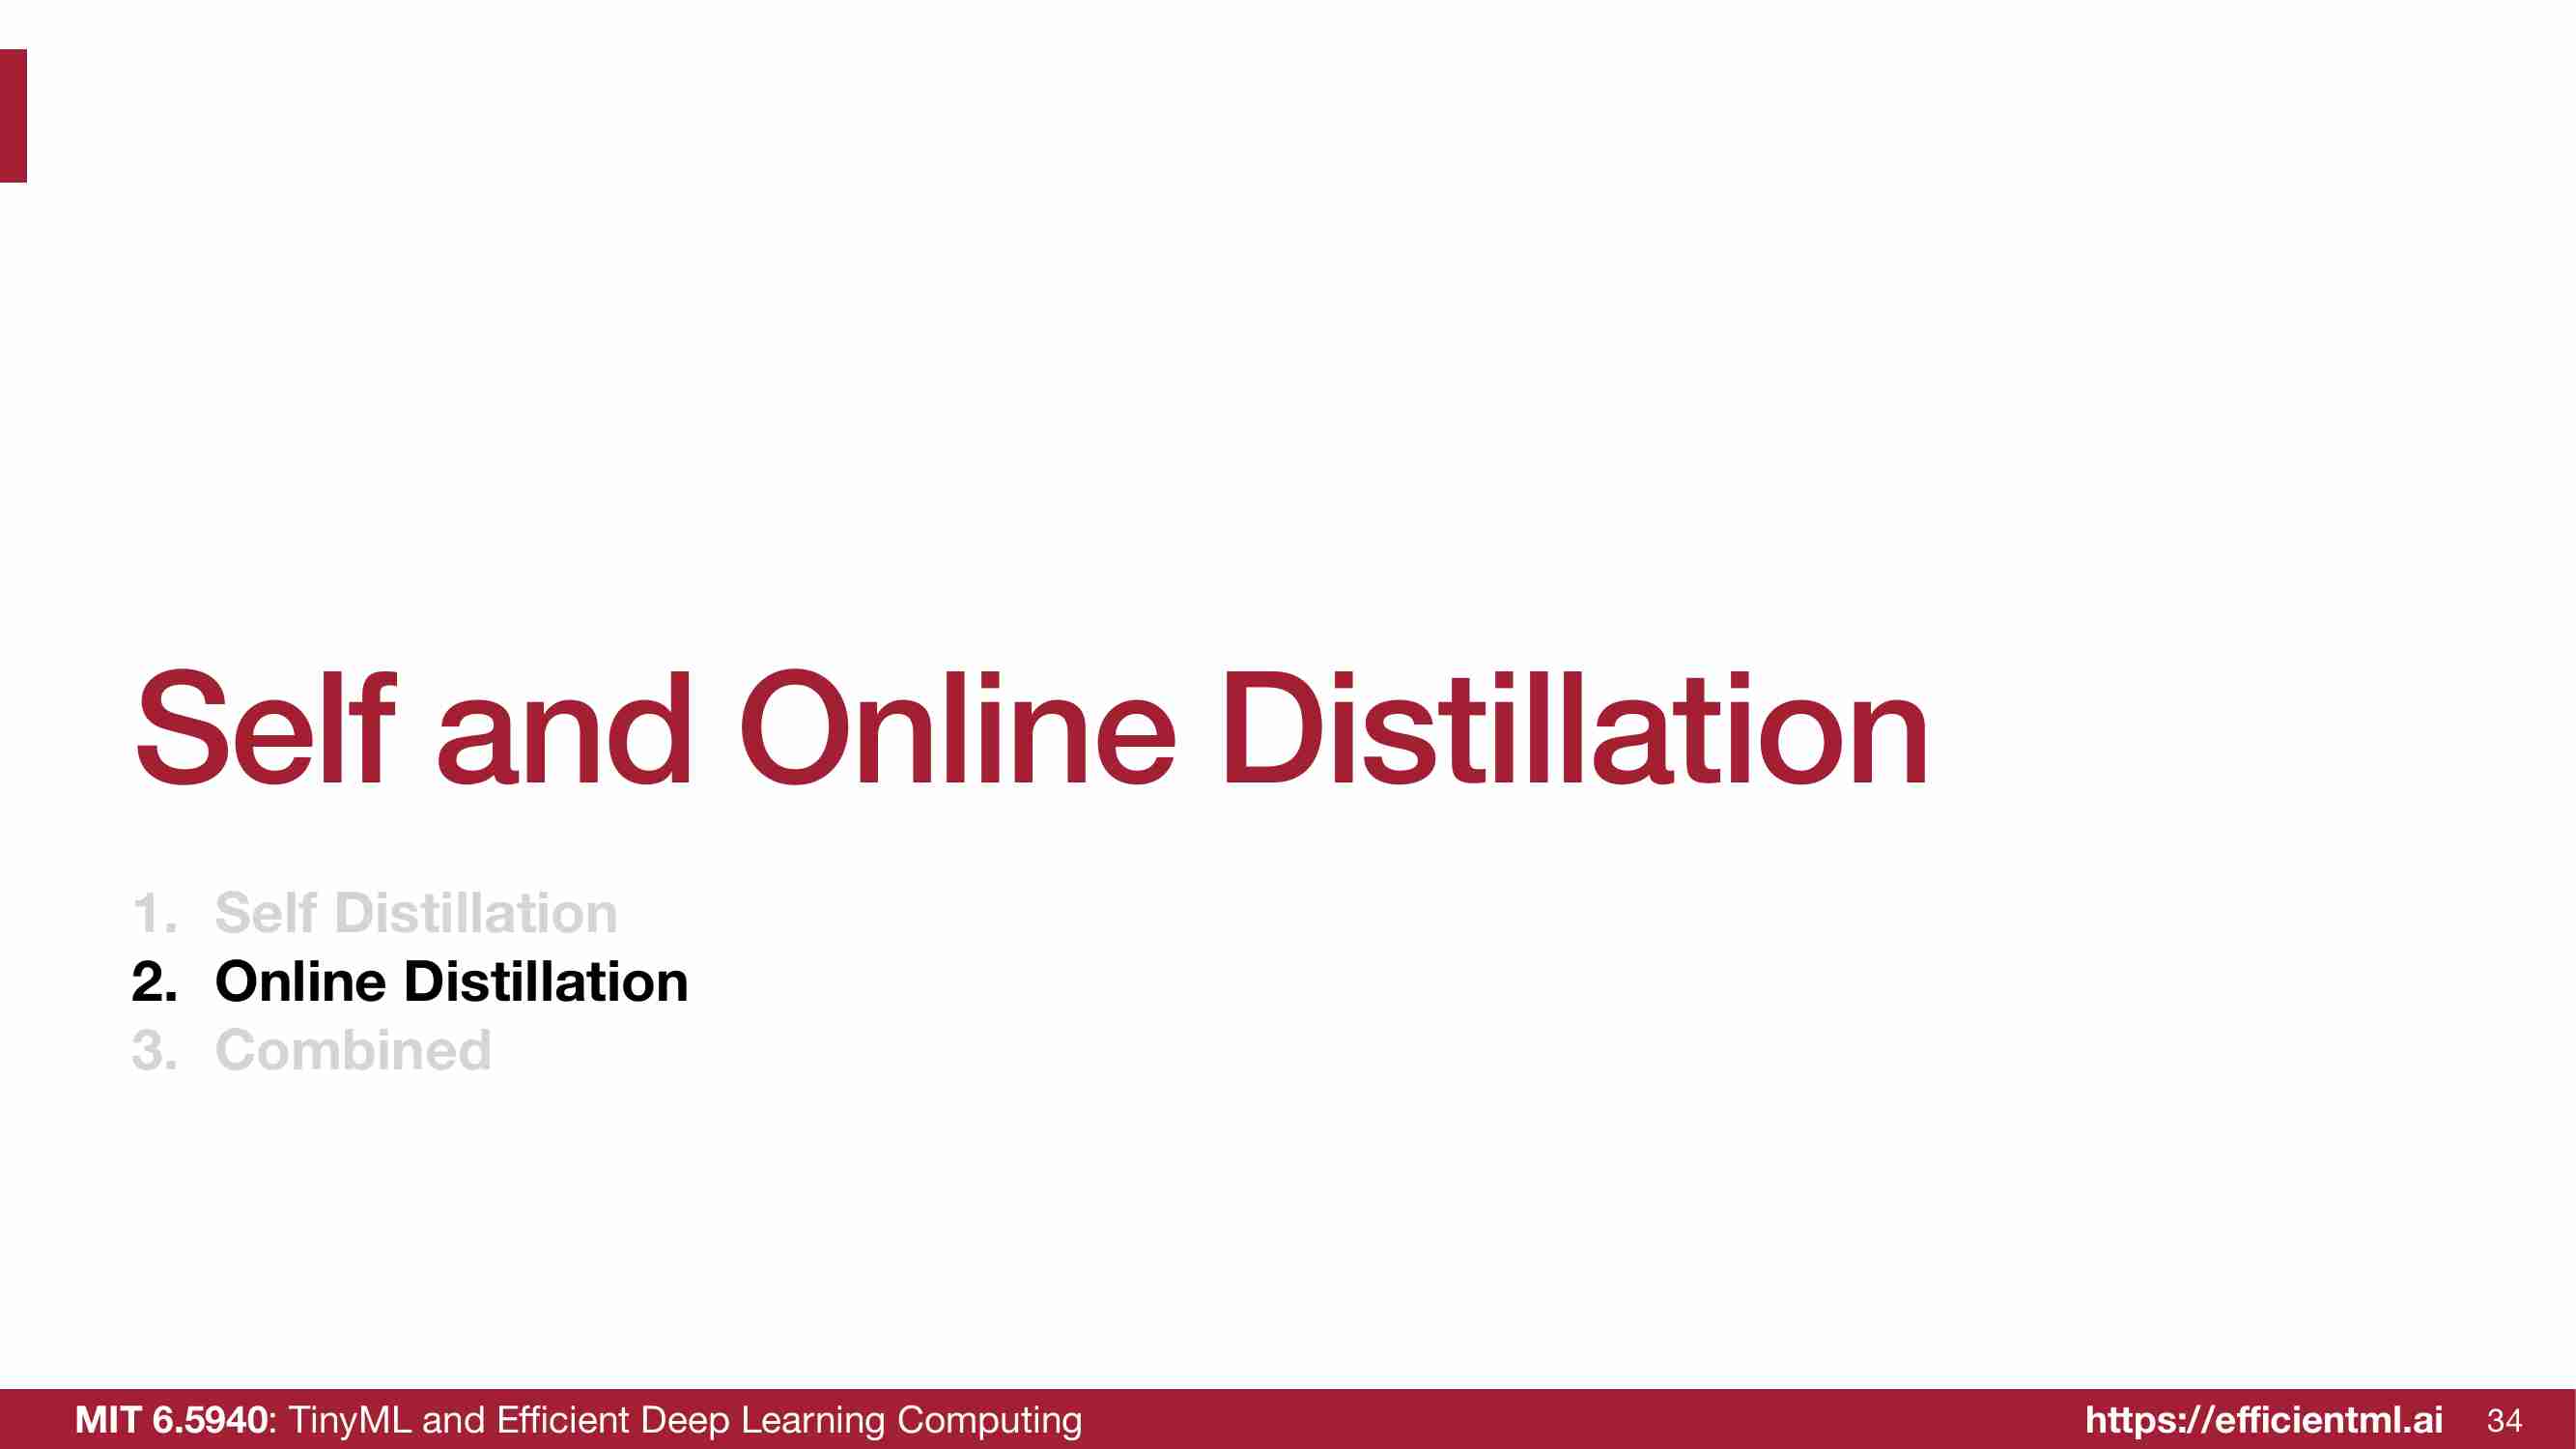 Self and Online Distillation
1. Self Distillation
2. Online Distillation
3. Combined
MIT 6.5940: TinyML and Efficient Deep Learning Computing
https://efficientml.ai 34